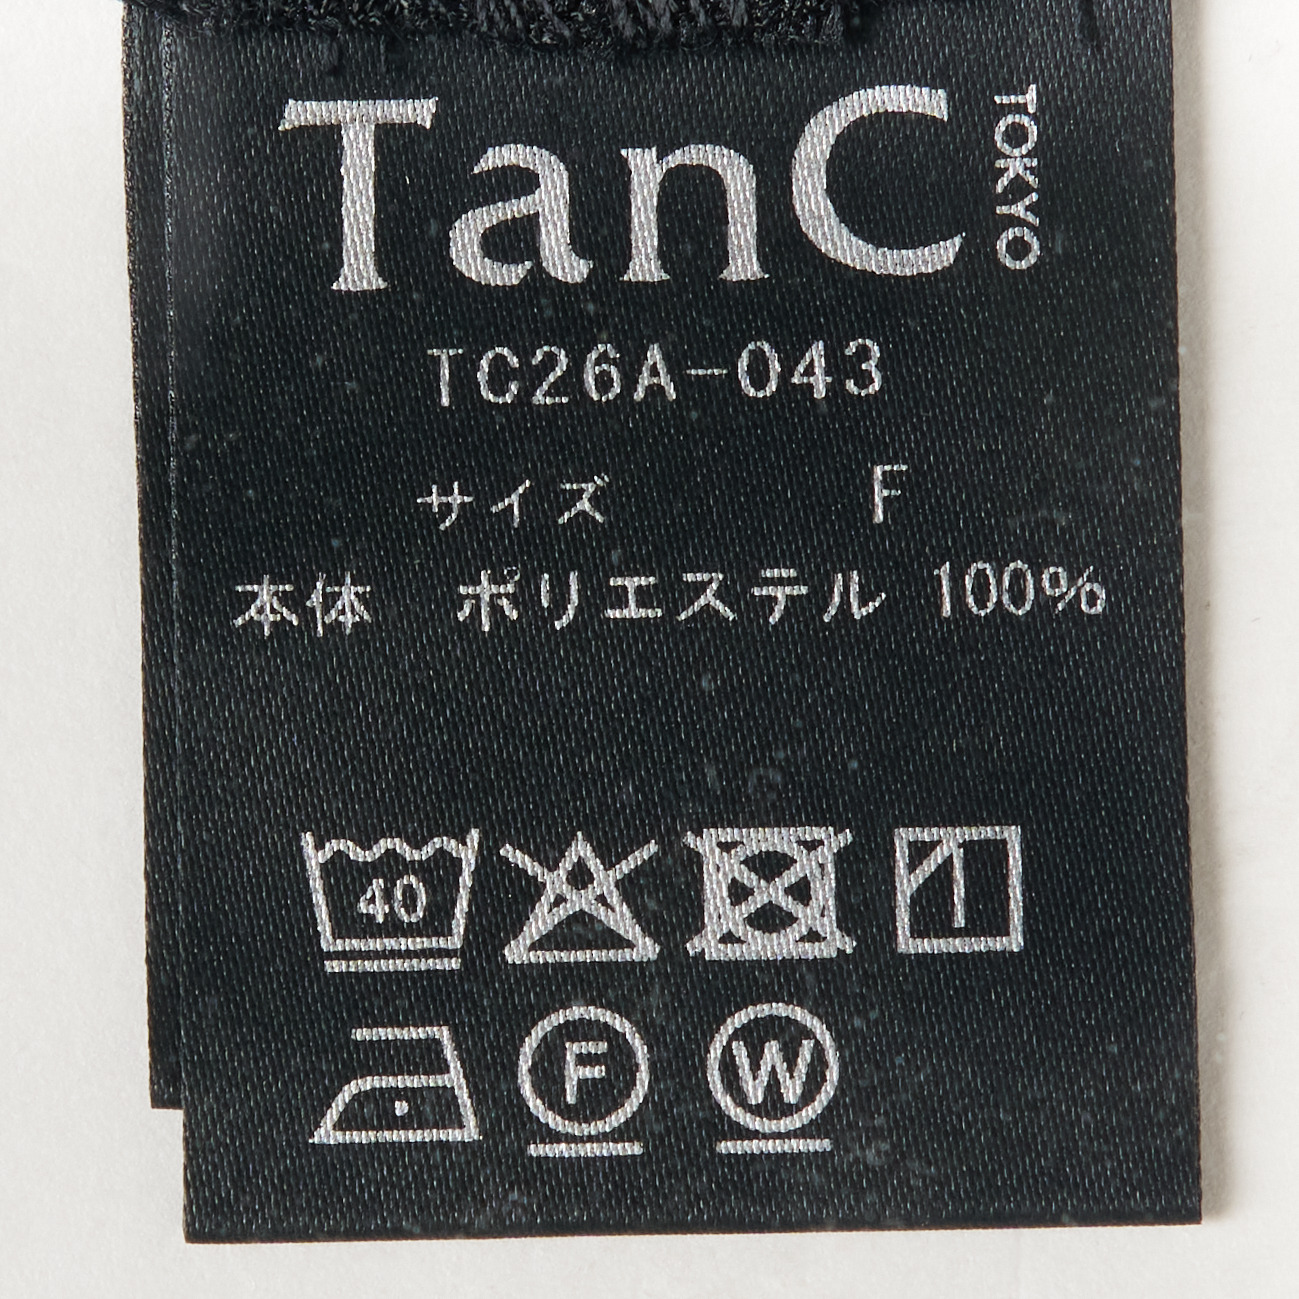 TanC TOKYO
TC26A-043
サイズ F
本体 ポリエステル 100%
40
F W